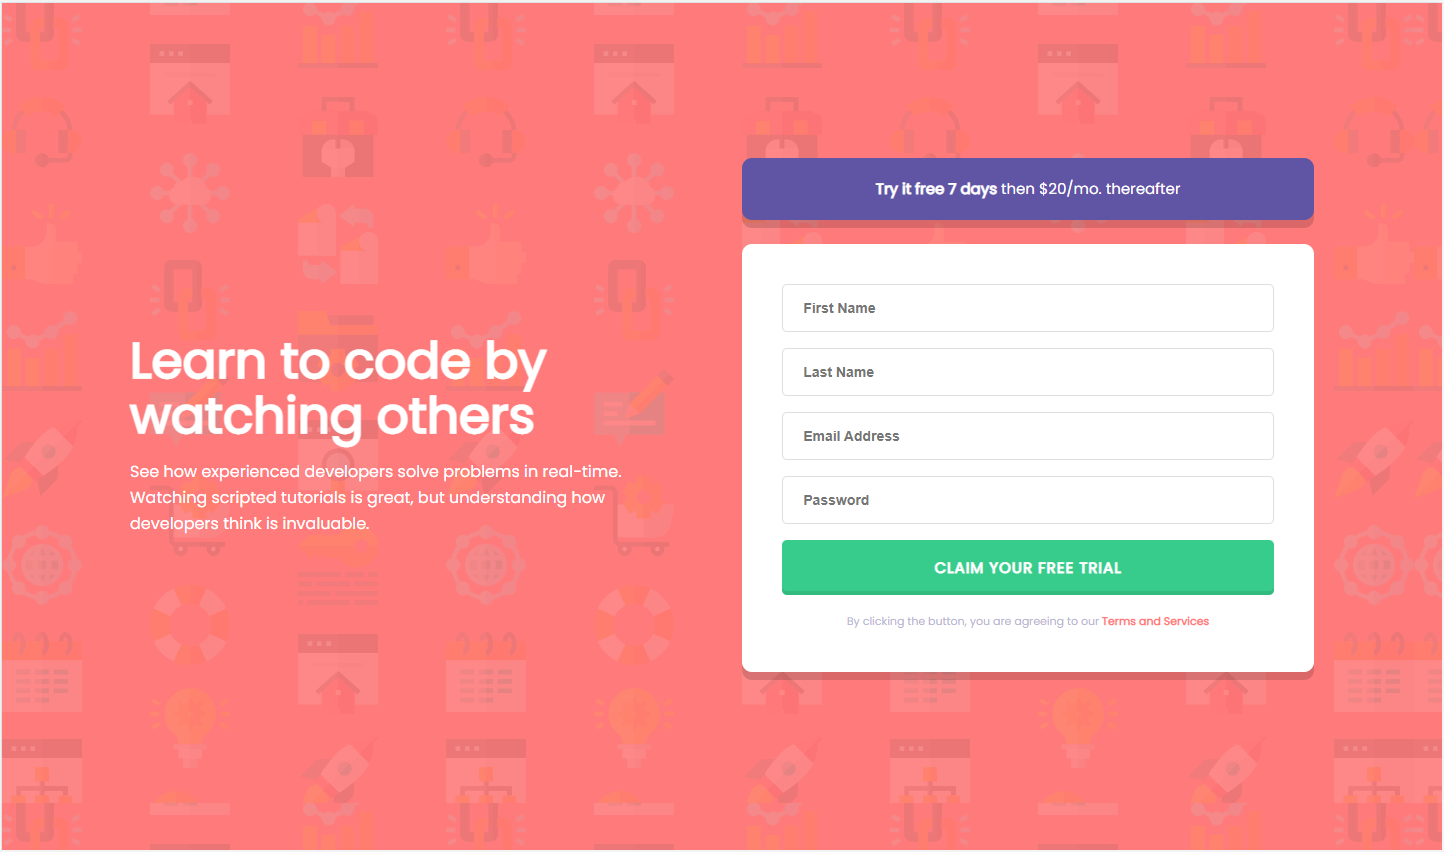 Learn to code by
watching others
See how experienced developers solve problems in real-time.
Watching scripted tutorials is great, but understanding how
developers think is invaluable.
Try it free 7 days then $20/mo. thereafter
First Name
Last Name
Email Address
Password
CLAIM YOUR FREE TRIAL
By clicking the button, you are agreeing to our Terms and Services